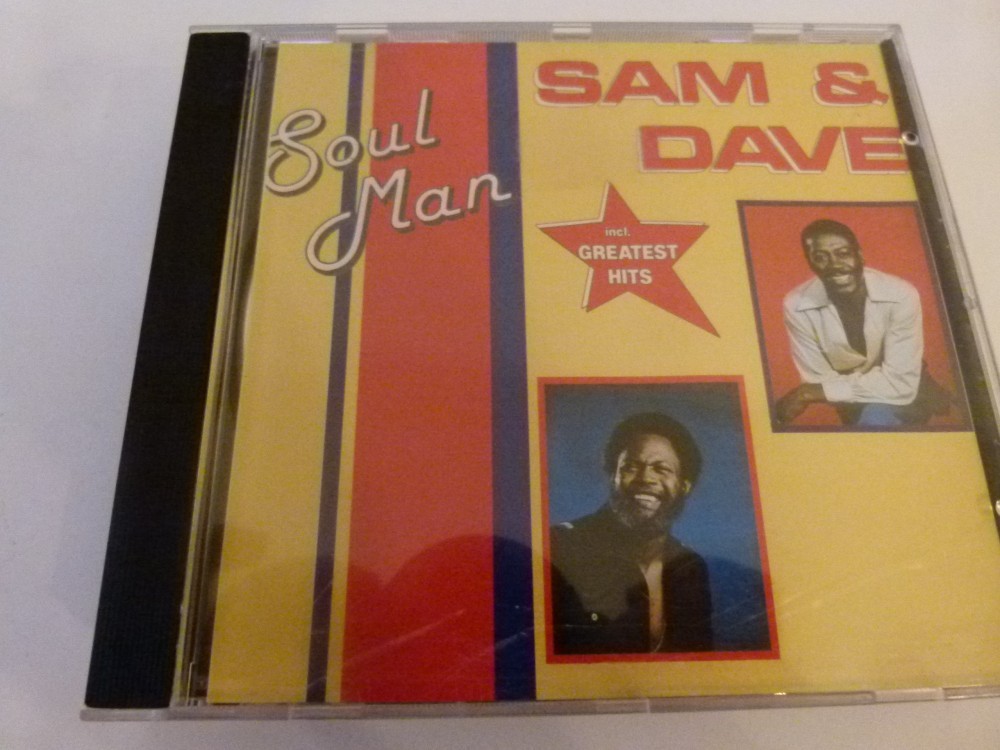 Soul
Man
SAM &
DAVE
incl.
GREATEST
HITS